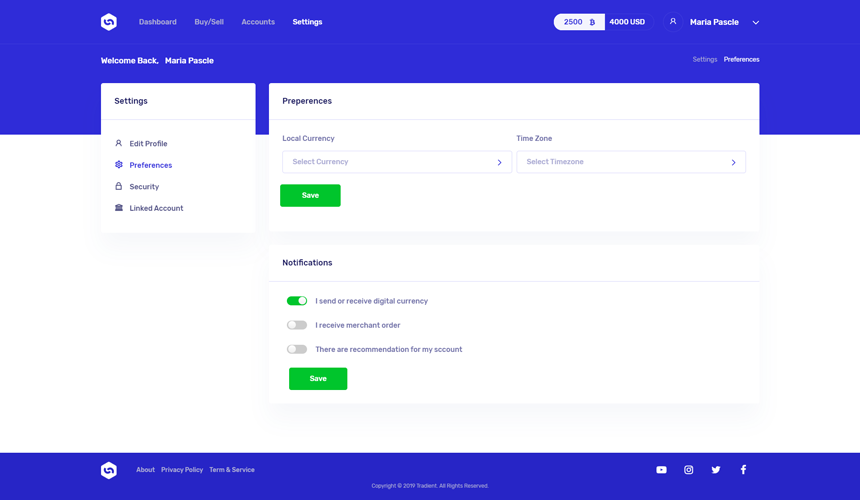 Dashboard Buy/Sell Accounts Settings 2500 4000 USD Maria Pascle
Welcome Back, Maria Pascle Settings Preferences
Settings
Edit Profile
Preferences
Security
Linked Account
Preperences
Local Currency Time Zone
Select Currency Select Timezone
Save
Notifications
I send or receive digital currency
I receive merchant order
There are recommendation for my sccount
Save
About Privacy Policy Term & Service
Copyright © 2019 Tradient. All Rights Reserved.